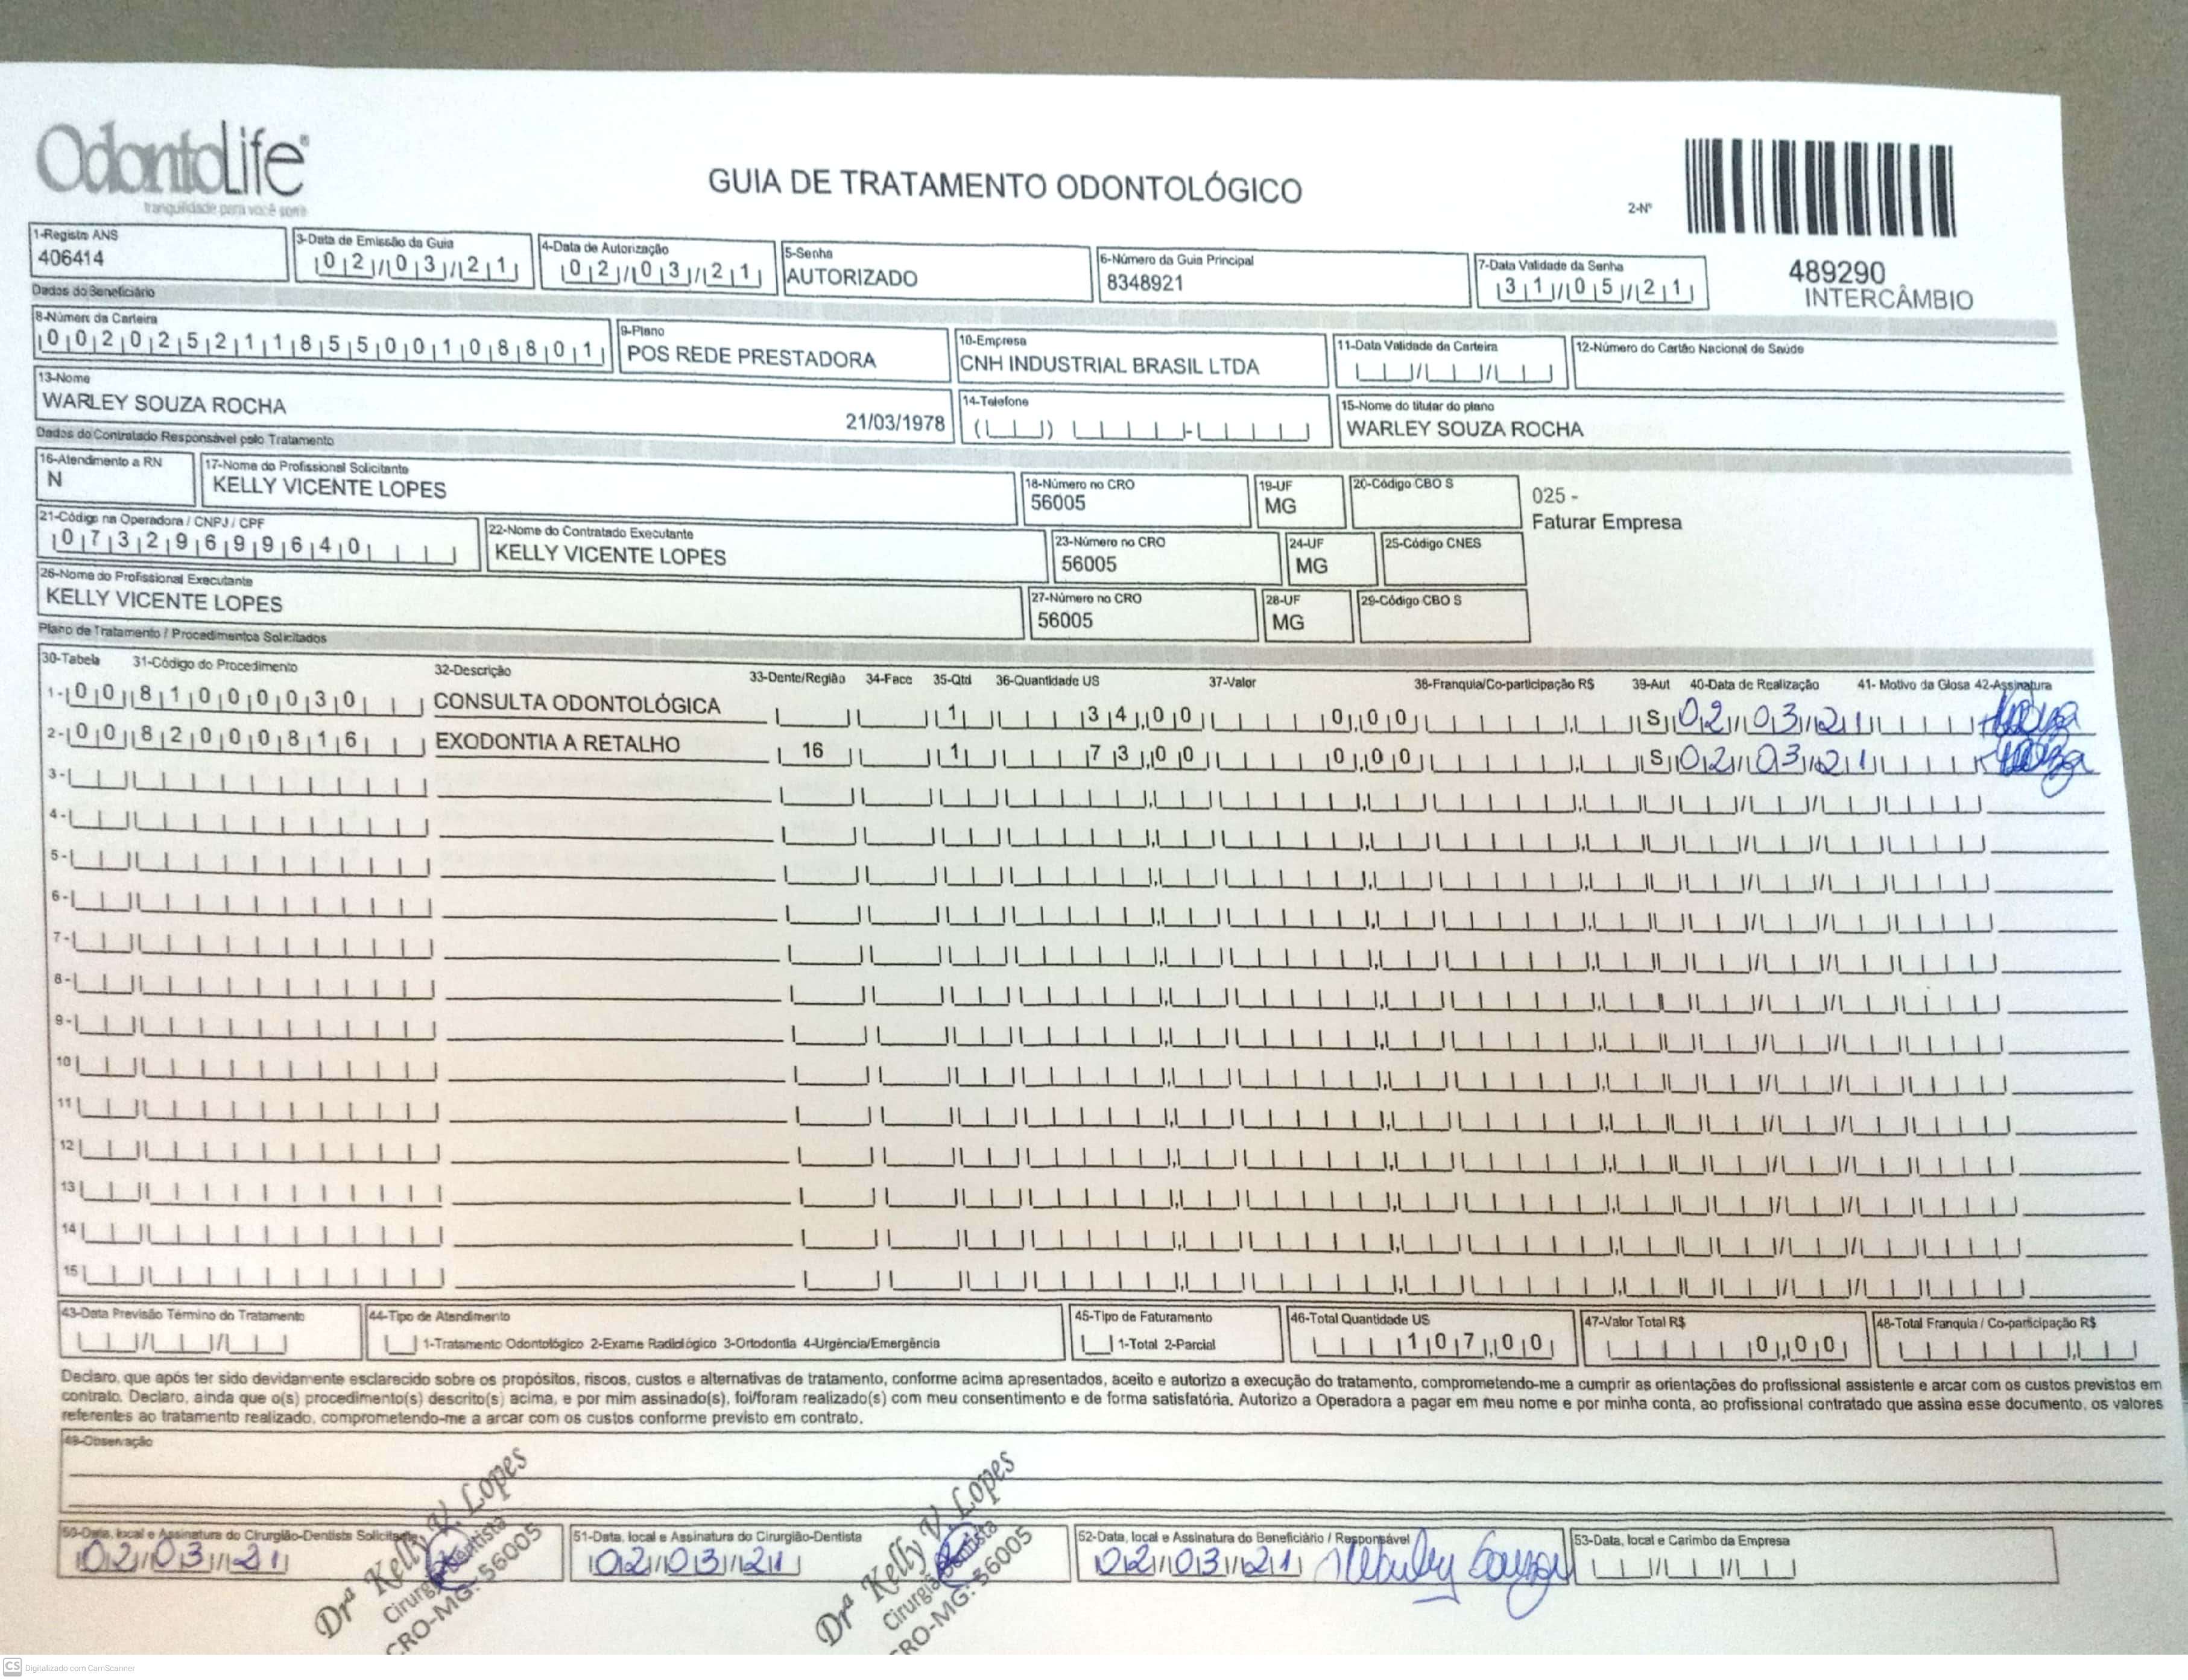 OdontoLife®
tranquilidade para você sorrir
GUIA DE TRATAMENTO ODONTOLÓGICO
2-Nº
489290
INTERCÂMBIO
1-Registro ANS
406414
3-Data de Emissão da Guia
02/03/21
4-Data de Autorização
02/03/21
5-Senha
AUTORIZADO
6-Número da Guia Principal
8348921
7-Data Validade da Senha
31/05/21
Dados do Beneficiário
8-Número da Carteira
00202521185500108801
9-Plano
POS REDE PRESTADORA
10-Empresa
CNH INDUSTRIAL BRASIL LTDA
11-Data Validade da Carteira
12-Número do Cartão Nacional de Saúde
13-Nome
WARLEY SOUZA ROCHA
21/03/1978
14-Telefone
15-Nome do titular do plano
WARLEY SOUZA ROCHA
Dados do Contratado Responsável pelo Tratamento
16-Atendimento a RN
N
17-Nome do Profissional Solicitante
KELLY VICENTE LOPES
18-Número no CRO
56005
19-UF
MG
20-Código CBO S
025 -
Faturar Empresa
21-Código na Operadora / CNPJ / CPF
07329699640
22-Nome do Contratado Executante
KELLY VICENTE LOPES
23-Número no CRO
56005
24-UF
MG
25-Código CNES
26-Nome do Profissional Executante
KELLY VICENTE LOPES
27-Número no CRO
56005
28-UF
MG
29-Código CBO S
Plano de Tratamento / Procedimentos Solicitados
30-Tabela 31-Código do Procedimento 32-Descrição 33-Dente/Região 34-Face 35-Qtd 36-Quantidade US 37-Valor 38-Franquia/Co-participação R$ 39-Aut 40-Data de Realização 41- Motivo da Glosa 42-Assinatura
1- 00 81000030 CONSULTA ODONTOLÓGICA 1 34,00 0,00 S 02/03/21
2- 00 82000816 EXODONTIA A RETALHO 16 1 73,00 0,00 S 02/03/21
3-
4-
5-
6-
7-
8-
9-
10
11
12
13
14
15
43-Data Previsão Término do Tratamento
44-Tipo de Atendimento
1-Tratamento Odontológico 2-Exame Radiológico 3-Ortodontia 4-Urgência/Emergência
45-Tipo de Faturamento
1-Total 2-Parcial
46-Total Quantidade US
107,00
47-Valor Total R$
0,00
48-Total Franquia / Co-participação R$
Declaro, que após ter sido devidamente esclarecido sobre os propósitos, riscos, custos e alternativas de tratamento, conforme acima apresentados, aceito e autorizo a execução do tratamento, comprometendo-me a cumprir as orientações do profissional assistente e arcar com os custos previstos em
contrato. Declaro, ainda que o(s) procedimento(s) descrito(s) acima, e por mim assinado(s), foi/foram realizado(s) com meu consentimento e de forma satisfatória. Autorizo a Operadora a pagar em meu nome e por minha conta, ao profissional contratado que assina esse documento, os valores
referentes ao tratamento realizado, comprometendo-me a arcar com os custos conforme previsto em contrato.
49-Observação
50-Data, local e Assinatura do Cirurgião-Dentista Solicitante
02/03/21
Drª Kelly V. Lopes
Cirurgiã Dentista
CRO-MG: 56005
51-Data, local e Assinatura do Cirurgião-Dentista
02/03/21
Drª Kelly V. Lopes
Cirurgiã Dentista
CRO-MG: 56005
52-Data, local e Assinatura do Beneficiário / Responsável
02/03/21
53-Data, local e Carimbo da Empresa
CS Digitalizado com CamScanner